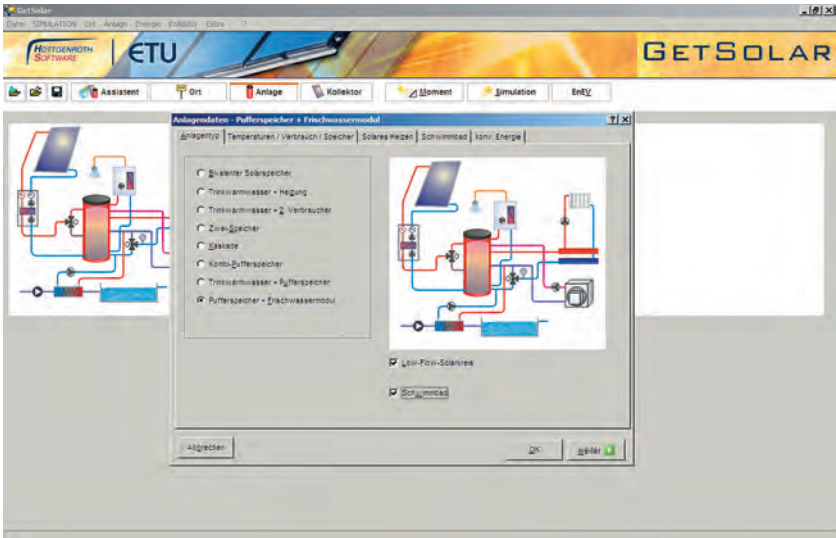 GetSolar
Datei SIMULATION Ort Anlage Energie Kollektor Extra ?
HOTTGENROTH
SOFTWARE
ETU
GETSOLAR
Assistent Ort Anlage Kollektor Moment Simulation EnEV
Anlagendaten - Pufferspeicher + Frischwassermodul
Anlagentyp Temperaturen / Verbrauch / Speicher Solares Heizen Schwimmbad konv. Energie
Bivalenter Solarspeicher
Trinkwarmwasser + Heizung
Trinkwarmwasser + 2. Verbraucher
Zwei-Speicher
Kaskade
Kombi-Pufferspeicher
Trinkwarmwasser + Pufferspeicher
Pufferspeicher + Frischwassermodul
Low-Flow-Solarkreis
Schwimmbad
Abbrechen OK weiter